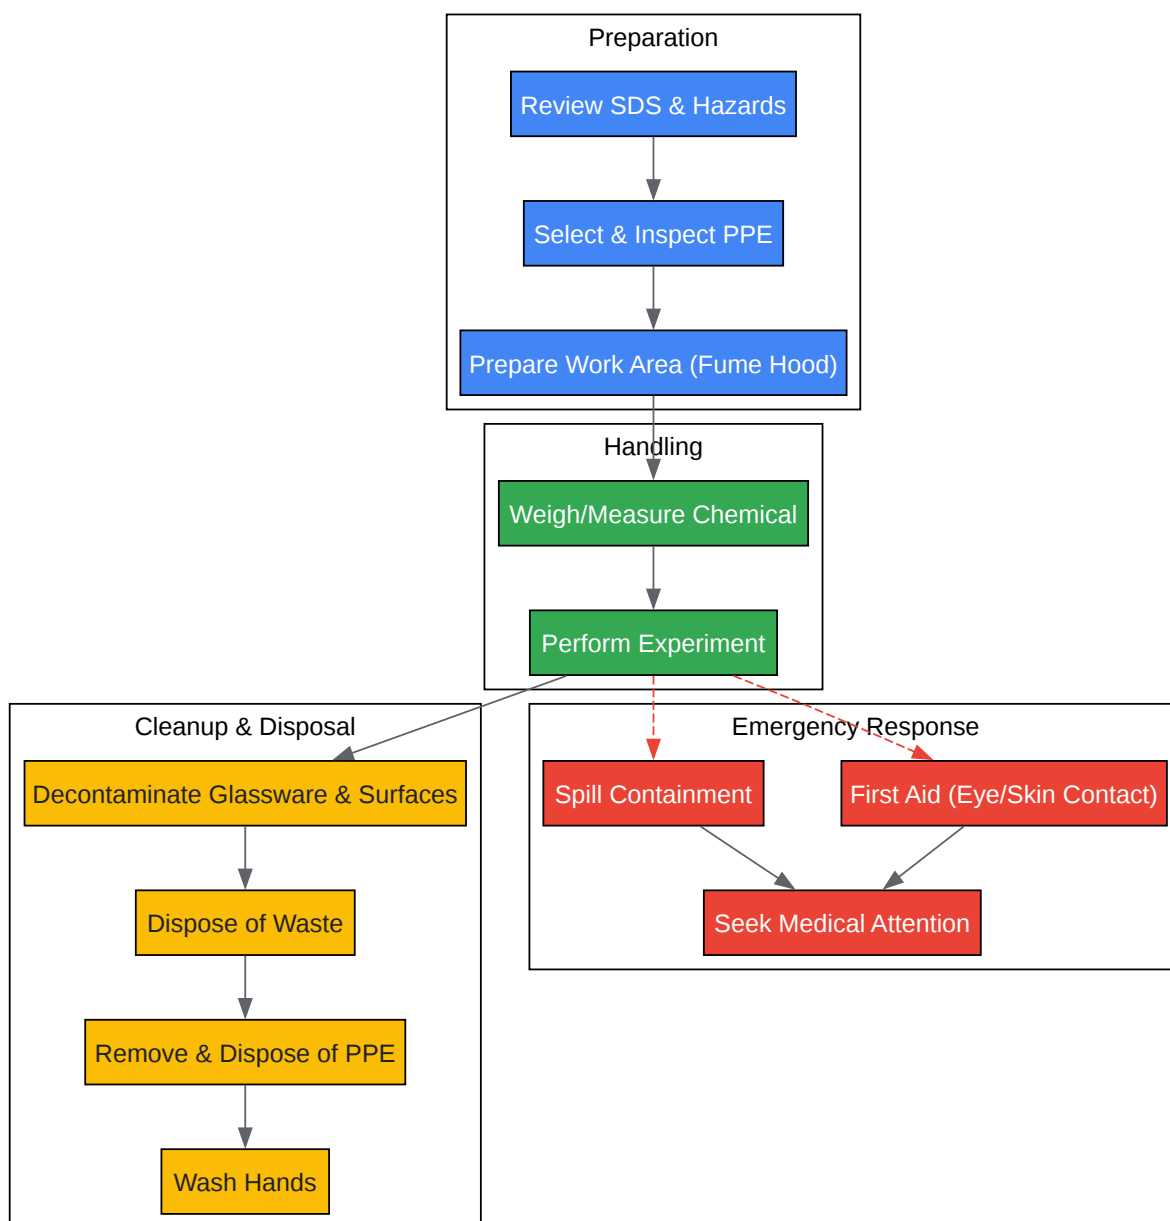 Preparation
Review SDS & Hazards
Select & Inspect PPE
Prepare Work Area (Fume Hood)
Handling
Weigh/Measure Chemical
Perform Experiment
Cleanup & Disposal
Decontaminate Glassware & Surfaces
Dispose of Waste
Remove & Dispose of PPE
Wash Hands
Emergency Response
Spill Containment
First Aid (Eye/Skin Contact)
Seek Medical Attention